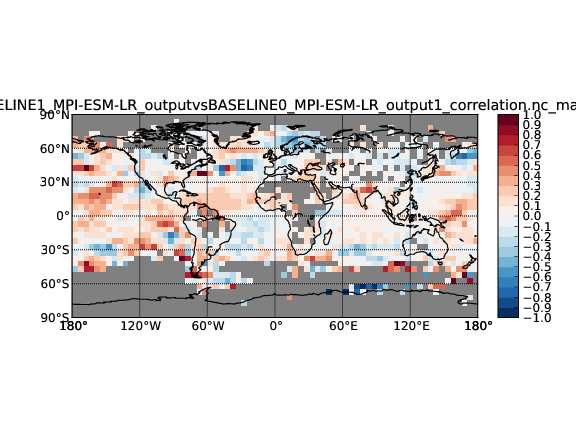 ELINE1_MPI-ESM-LR_outputvsBASELINE0_MPI-ESM-LR_output1_correlation.nc_ma
90°N
60°N
30°N
0°
30°S
60°S
90°S
180° 120°W 60°W 0° 60°E 120°E 180°
1.0
0.9
0.8
0.7
0.6
0.5
0.4
0.3
0.2
0.1
0.0
−0.1
−0.2
−0.3
−0.4
−0.5
−0.6
−0.7
−0.8
−0.9
−1.0